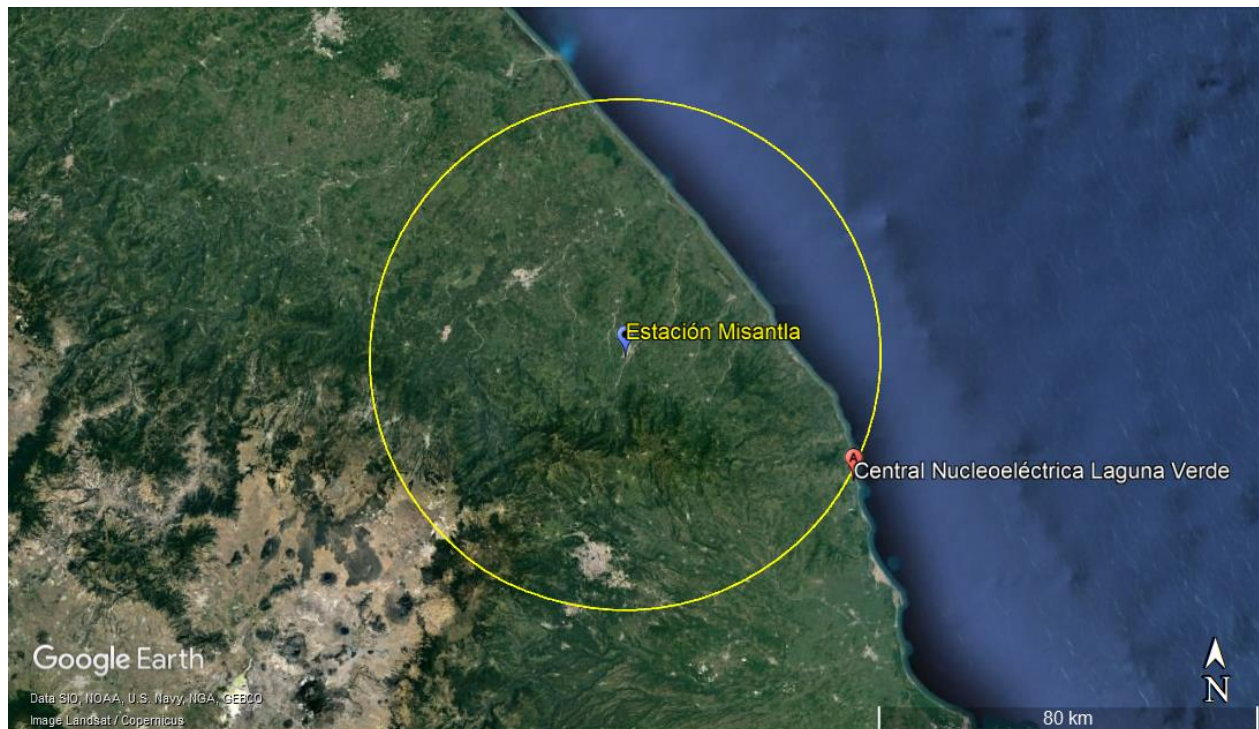 Estación Misantla
A
Central Nucleoeléctrica Laguna Verde
Google Earth
Data SIO, NOAA, U.S. Navy, NGA, GEBCO
Image Landsat / Copernicus
N
80 km